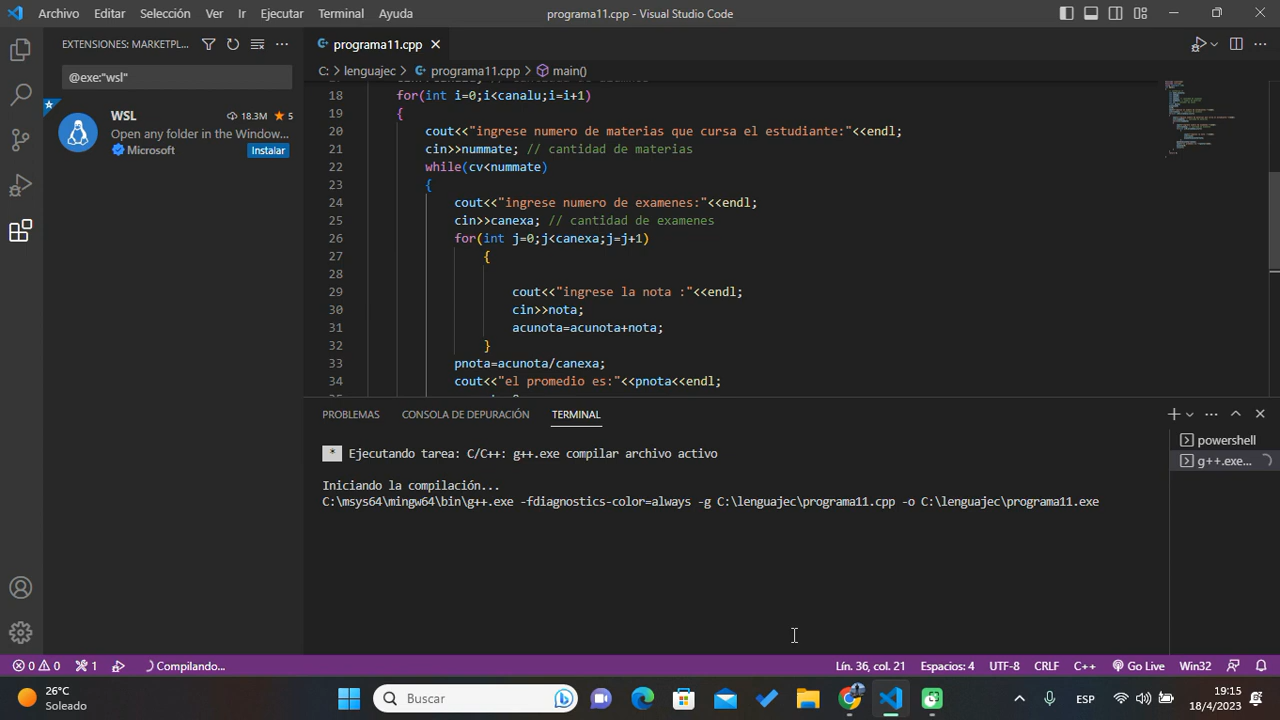 Archivo Editar Selección Ver Ir Ejecutar Terminal Ayuda programa11.cpp - Visual Studio Code
EXTENSIONES: MARKETPL...
@exe:"wsl"
WSL 18.3M 5
Open any folder in the Window...
Microsoft Instalar
programa11.cpp
C: > lenguajec > programa11.cpp > main()
18 for(int i=0;i<canalu;i=i+1)
19 {
20 cout<<"ingrese numero de materias que cursa el estudiante:"<<endl;
21 cin>>nummate; // cantidad de materias
22 while(cv<nummate)
23 {
24 cout<<"ingrese numero de examenes:"<<endl;
25 cin>>canexa; // cantidad de examenes
26 for(int j=0;j<canexa;j=j+1)
27 {
28
29 cout<<"ingrese la nota :"<<endl;
30 cin>>nota;
31 acunota=acunota+nota;
32 }
33 pnota=acunota/canexa;
34 cout<<"el promedio es:"<<pnota<<endl;
PROBLEMAS CONSOLA DE DEPURACIÓN TERMINAL
* Ejecutando tarea: C/C++: g++.exe compilar archivo activo
Iniciando la compilación...
C:\msys64\mingw64\bin\g++.exe -fdiagnostics-color=always -g C:\lenguajec\programa11.cpp -o C:\lenguajec\programa11.exe
powershell
g++.exe...
0 0 1 Compilando... Lín. 36, col. 21 Espacios: 4 UTF-8 CRLF C++ Go Live Win32
26°C
Soleado
Buscar
ESP
19:15
18/4/2023